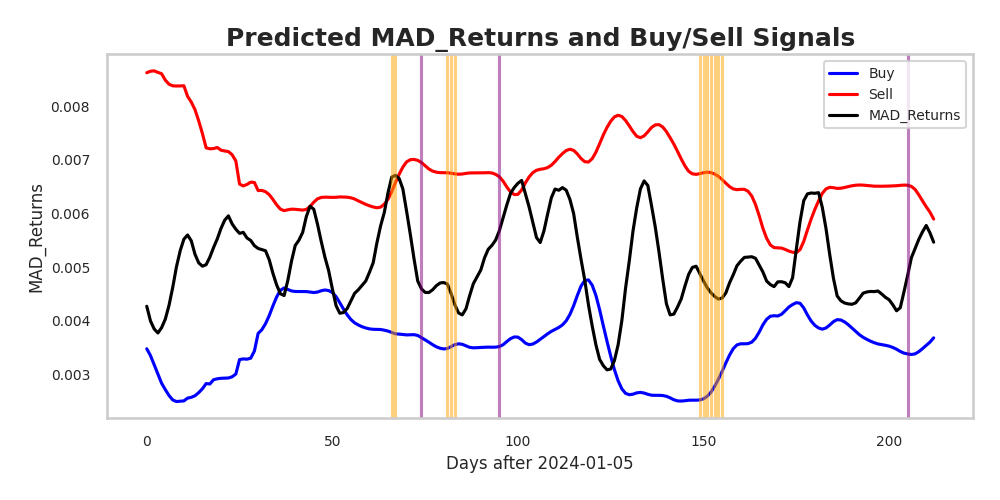 Predicted MAD_Returns and Buy/Sell Signals
Buy
Sell
MAD_Returns
MAD_Returns
0.008
0.007
0.006
0.005
0.004
0.003
0
50
100
150
200
Days after 2024-01-05